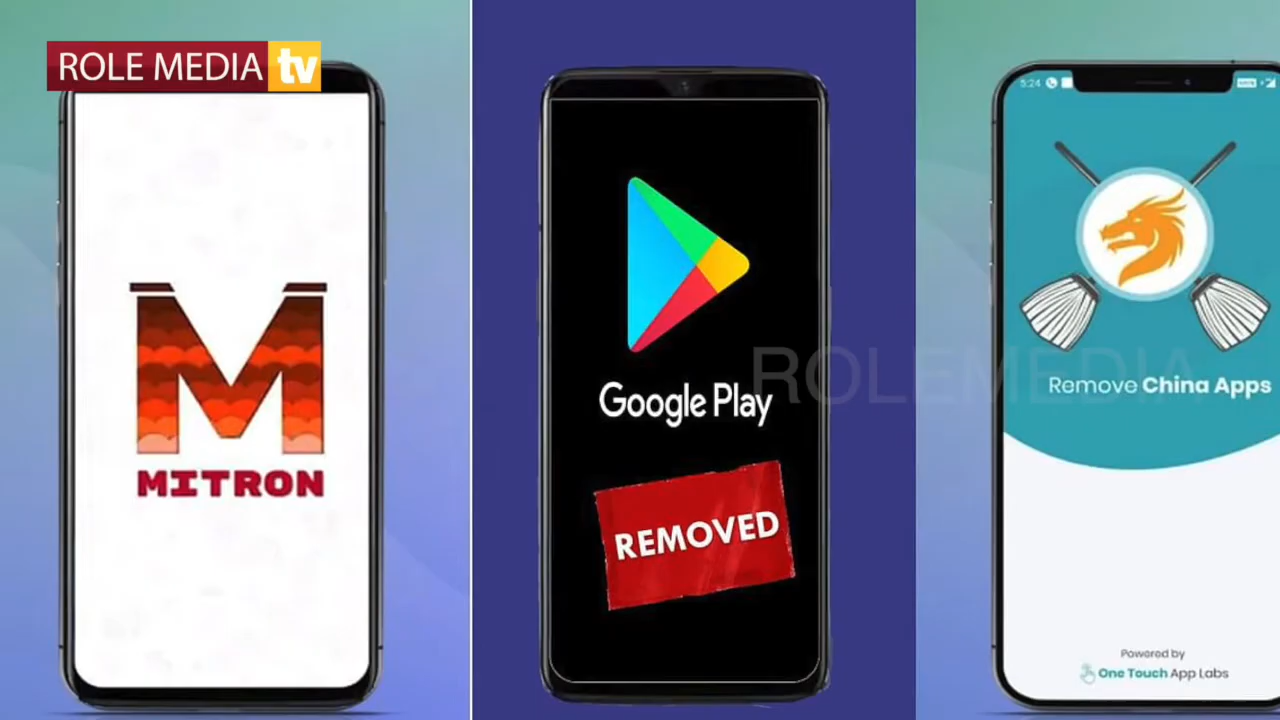 ROLE MEDIA tv
MITRON
Google Play
REMOVED
5:24
ROLEMEDIA
Remove China Apps
Powered by
One Touch App Labs